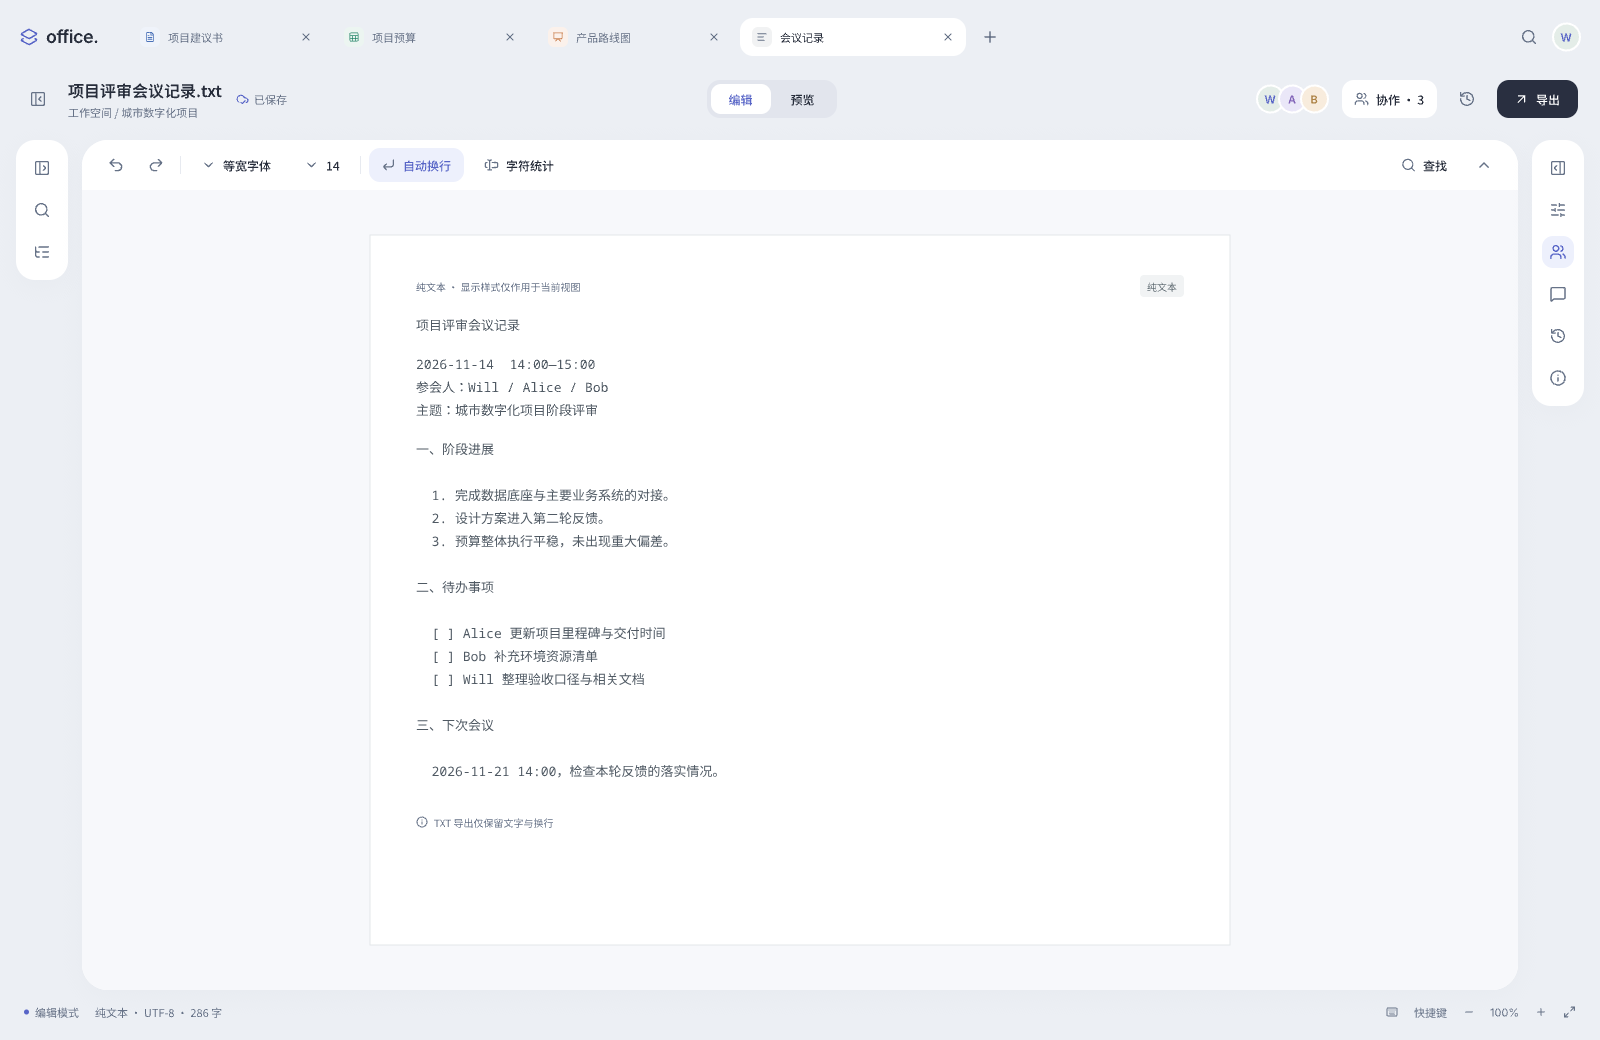 office.
项目建议书
项目预算
产品路线图
会议记录
W
项目评审会议记录.txt
工作空间 / 城市数字化项目
已保存
编辑
预览
W A B
协作 · 3
导出
等宽字体
14
自动换行
字符统计
查找
纯文本 · 显示样式仅作用于当前视图
纯文本
项目评审会议记录
2026-11-14  14:00—15:00
参会人：Will / Alice / Bob
主题：城市数字化项目阶段评审
一、阶段进展
1. 完成数据底座与主要业务系统的对接。
2. 设计方案进入第二轮反馈。
3. 预算整体执行平稳，未出现重大偏差。
二、待办事项
[ ] Alice 更新项目里程碑与交付时间
[ ] Bob 补充环境资源清单
[ ] Will 整理验收口径与相关文档
三、下次会议
2026-11-21 14:00，检查本轮反馈的落实情况。
TXT 导出仅保留文字与换行
编辑模式
纯文本 · UTF-8 · 286 字
快捷键
100%